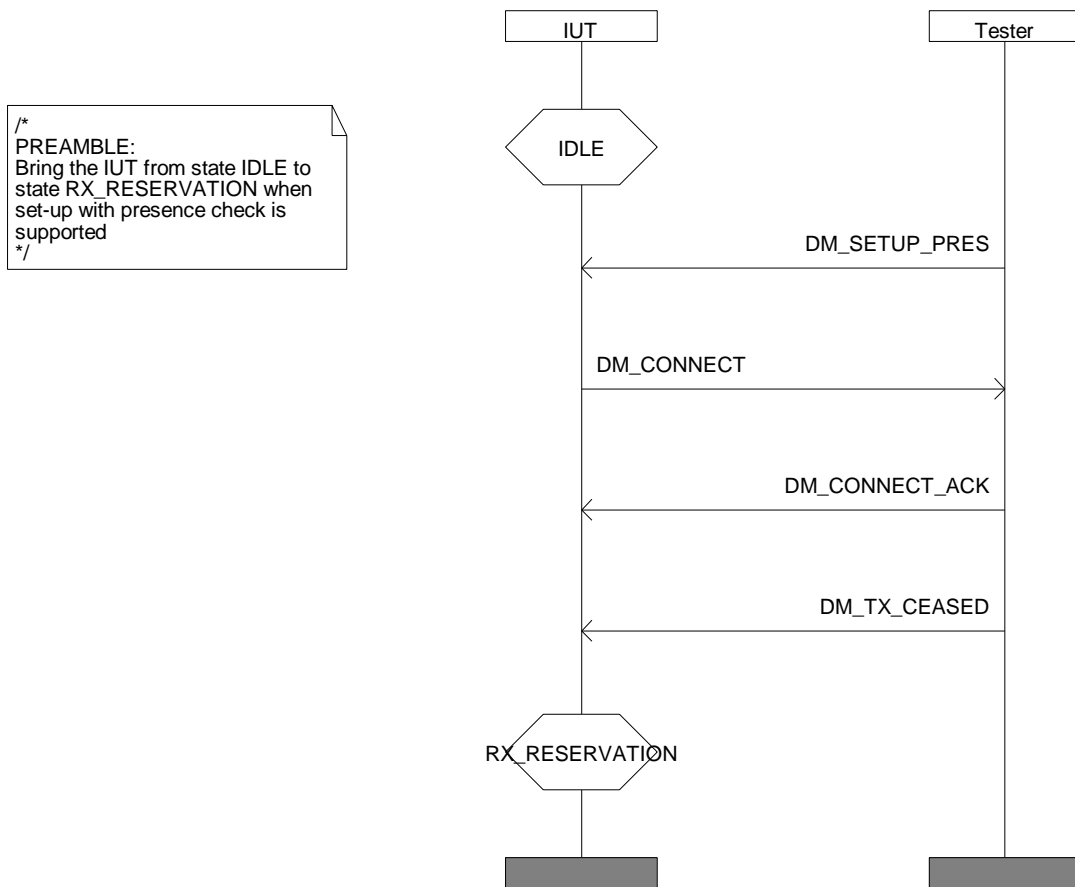 IUT
Tester
/*
PREAMBLE:
Bring the IUT from state IDLE to
state RX_RESERVATION when
set-up with presence check is
supported
*/
IDLE
DM_SETUP_PRES
DM_CONNECT
DM_CONNECT_ACK
DM_TX_CEASED
RX_RESERVATION